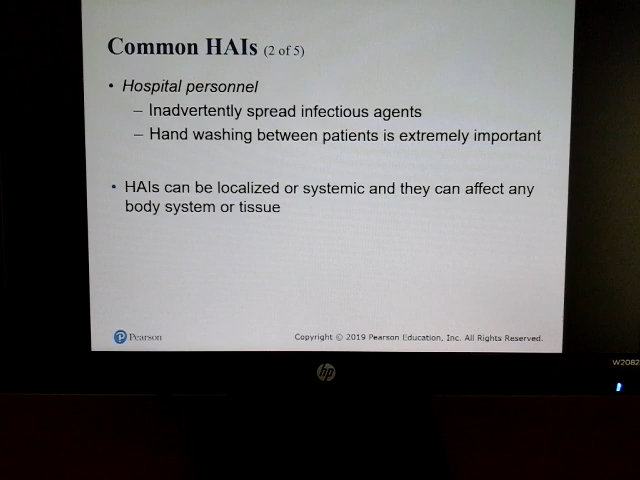 Common HAIs (2 of 5)
• Hospital personnel
– Inadvertently spread infectious agents
– Hand washing between patients is extremely important
• HAIs can be localized or systemic and they can affect any
body system or tissue
Pearson
Copyright © 2019 Pearson Education, Inc. All Rights Reserved.
hp
W2082